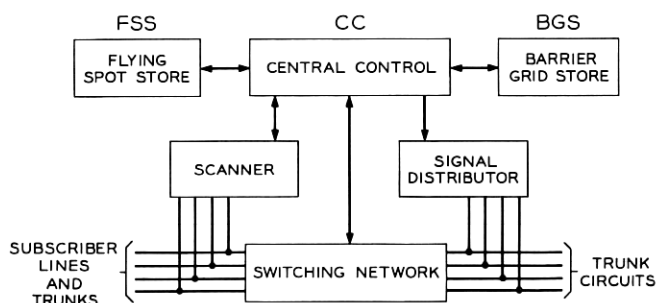 FSS
CC
BGS
FLYING
SPOT STORE
CENTRAL CONTROL
BARRIER
GRID STORE
SCANNER
SIGNAL
DISTRIBUTOR
SUBSCRIBER
LINES
AND
TRUNKS
SWITCHING NETWORK
TRUNK
CIRCUITS